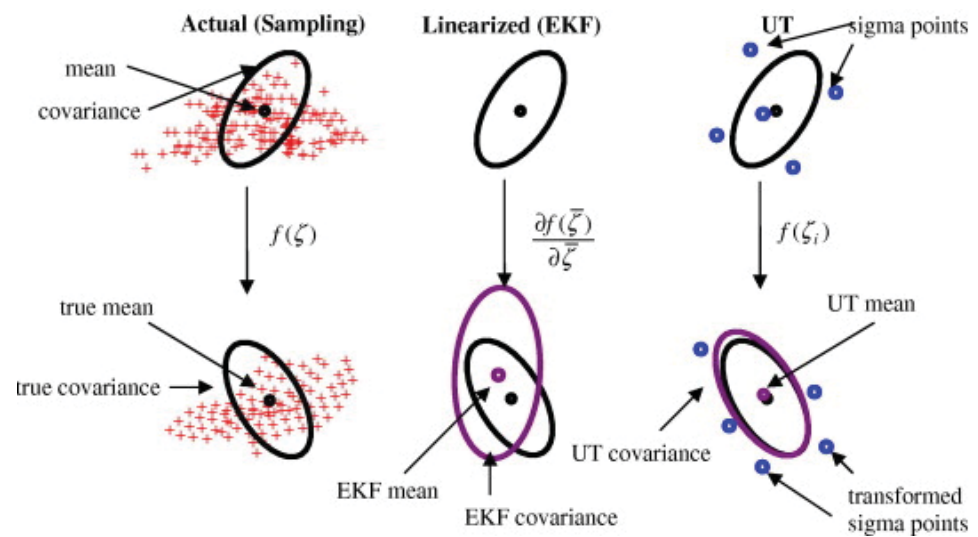 Actual (Sampling)
Linearized (EKF)
UT
sigma points
mean
covariance
f(ζ)
∂f(ζ̅)
∂ζ̅
f(ζᵢ)
true mean
UT mean
true covariance
UT covariance
EKF mean
EKF covariance
transformed
sigma points